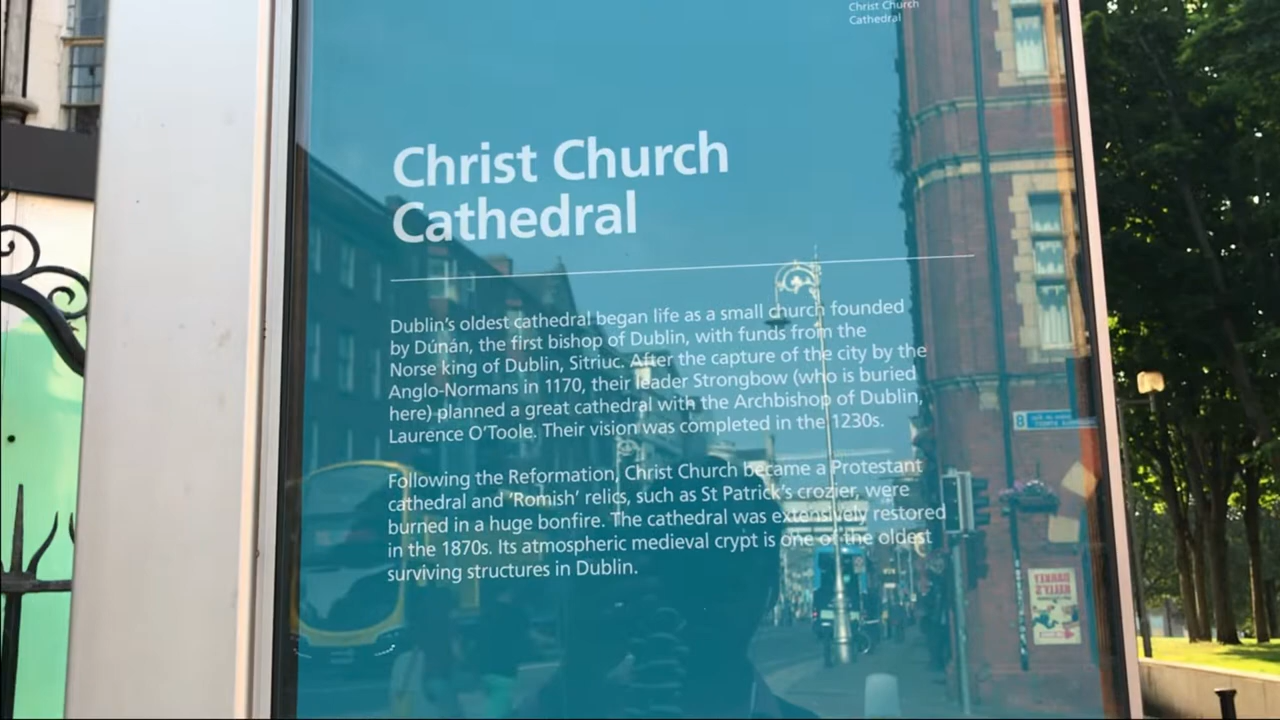 Christ Church
Cathedral
Christ Church
Cathedral
Dublin's oldest cathedral began life as a small church founded
by Dúnán, the first bishop of Dublin, with funds from the
Norse king of Dublin, Sitriuc. After the capture of the city by the
Anglo-Normans in 1170, their leader Strongbow (who is buried
here) planned a great cathedral with the Archbishop of Dublin,
Laurence O'Toole. Their vision was completed in the 1230s.
Following the Reformation, Christ Church became a Protestant
cathedral and 'Romish' relics, such as St Patrick's crozier, were
burned in a huge bonfire. The cathedral was extensively restored
in the 1870s. Its atmospheric medieval crypt is one of the oldest
surviving structures in Dublin.
8
DARKEY
KELLY'S